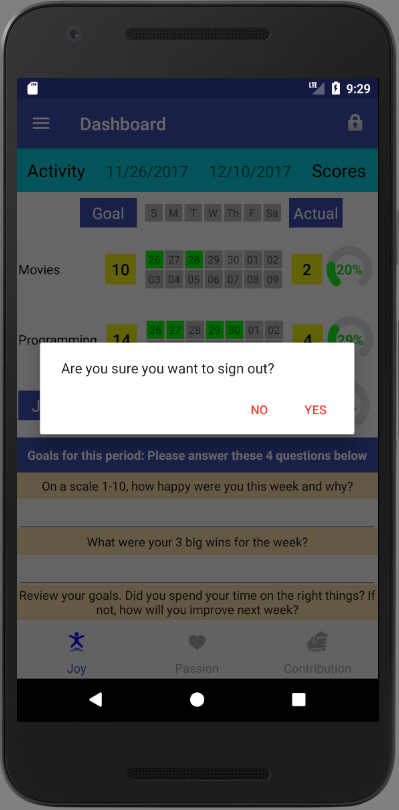 LTE 9:29
Dashboard
Activity 11/26/2017 12/10/2017 Scores
Goal S M T W Th F Sa Actual
Movies 10 26 27 28 29 30 01 02 2 20%
03 04 05 06 07 08 09
Programming 14 26 27 28 29 30 01 02 4 29%
Are you sure you want to sign out?
NO YES
J
Goals for this period: Please answer these 4 questions below
On a scale 1-10, how happy were you this week and why?
What were your 3 big wins for the week?
Review your goals. Did you spend your time on the right things? If
not, how will you improve next week?
Joy Passion Contribution